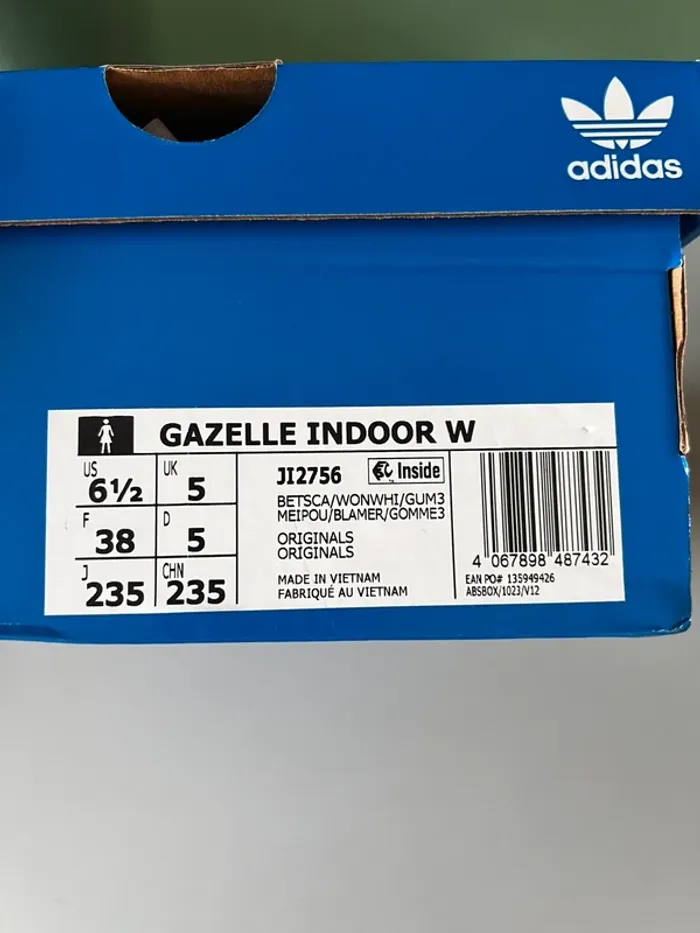 adidas
GAZELLE INDOOR W
US
6½
UK
5
F
38
D
5
J
235
CHN
235
JI2756
Inside
BETSCA/WONWHI/GUM3
MEIPOU/BLAMER/GOMME3
ORIGINALS
ORIGINALS
MADE IN VIETNAM
FABRIQUÉ AU VIETNAM
4 067898 487432
EAN PO# 135949426
ABSBOX/1023/V12